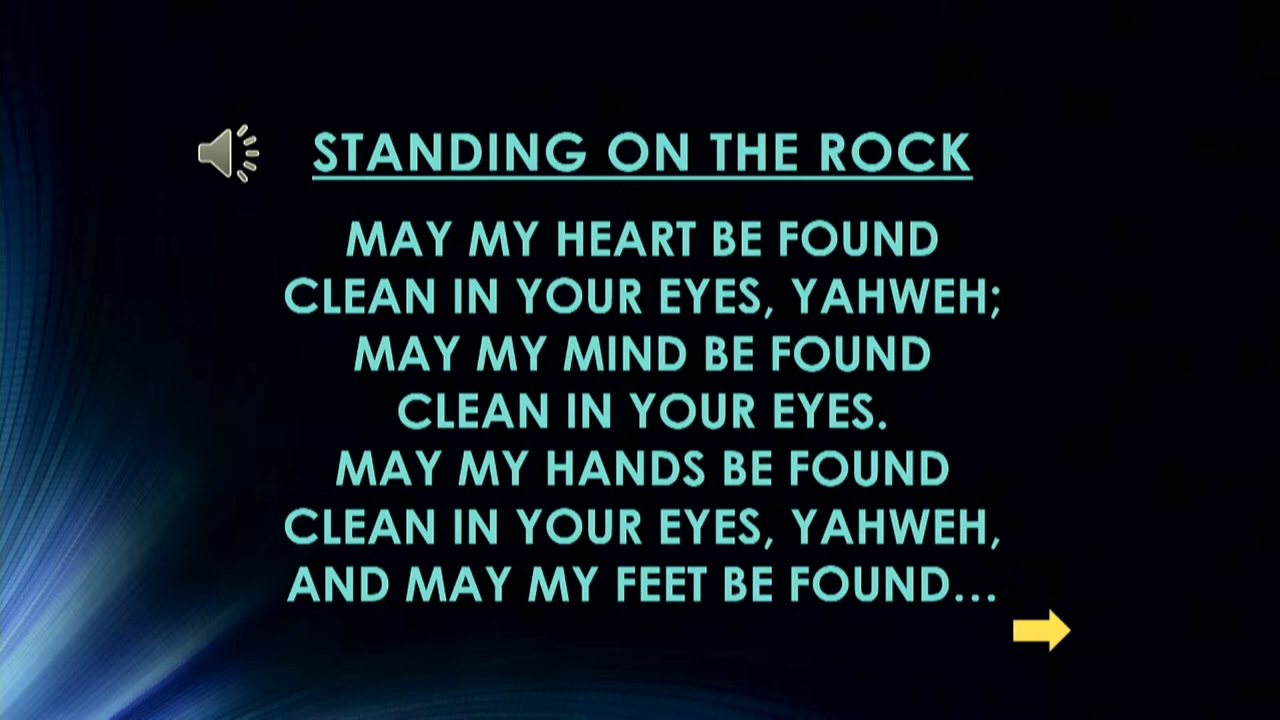 STANDING ON THE ROCK
MAY MY HEART BE FOUND
CLEAN IN YOUR EYES, YAHWEH;
MAY MY MIND BE FOUND
CLEAN IN YOUR EYES.
MAY MY HANDS BE FOUND
CLEAN IN YOUR EYES, YAHWEH,
AND MAY MY FEET BE FOUND...